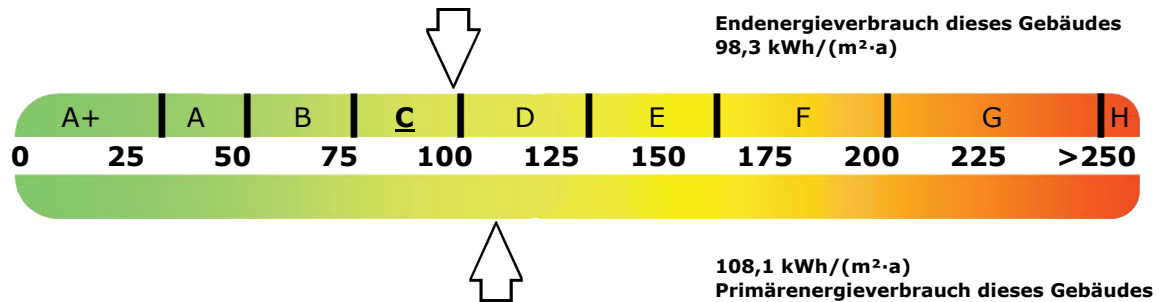 Endenergieverbrauch dieses Gebäudes
98,3 kWh/(m²·a)
A+ A B C D E F G H
0 25 50 75 100 125 150 175 200 225 >250
108,1 kWh/(m²·a)
Primärenergieverbrauch dieses Gebäudes